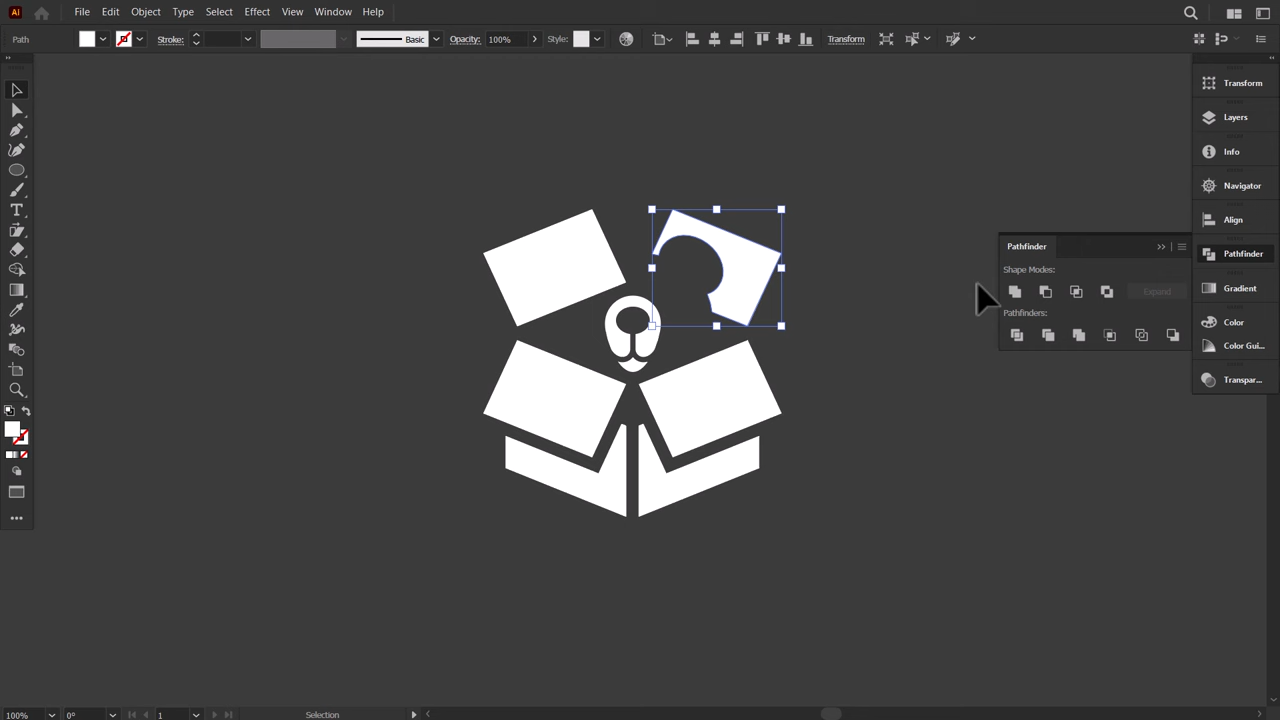 Ai File Edit Object Type Select Effect View Window Help
Path Stroke: Basic Opacity: 100% Style: Transform
Transform
Layers
Info
Navigator
Align
Pathfinder
Gradient
Color
Color Gui...
Transpar...
Pathfinder
Shape Modes:
Expand
Pathfinders:
T
100% 0° 1 Selection